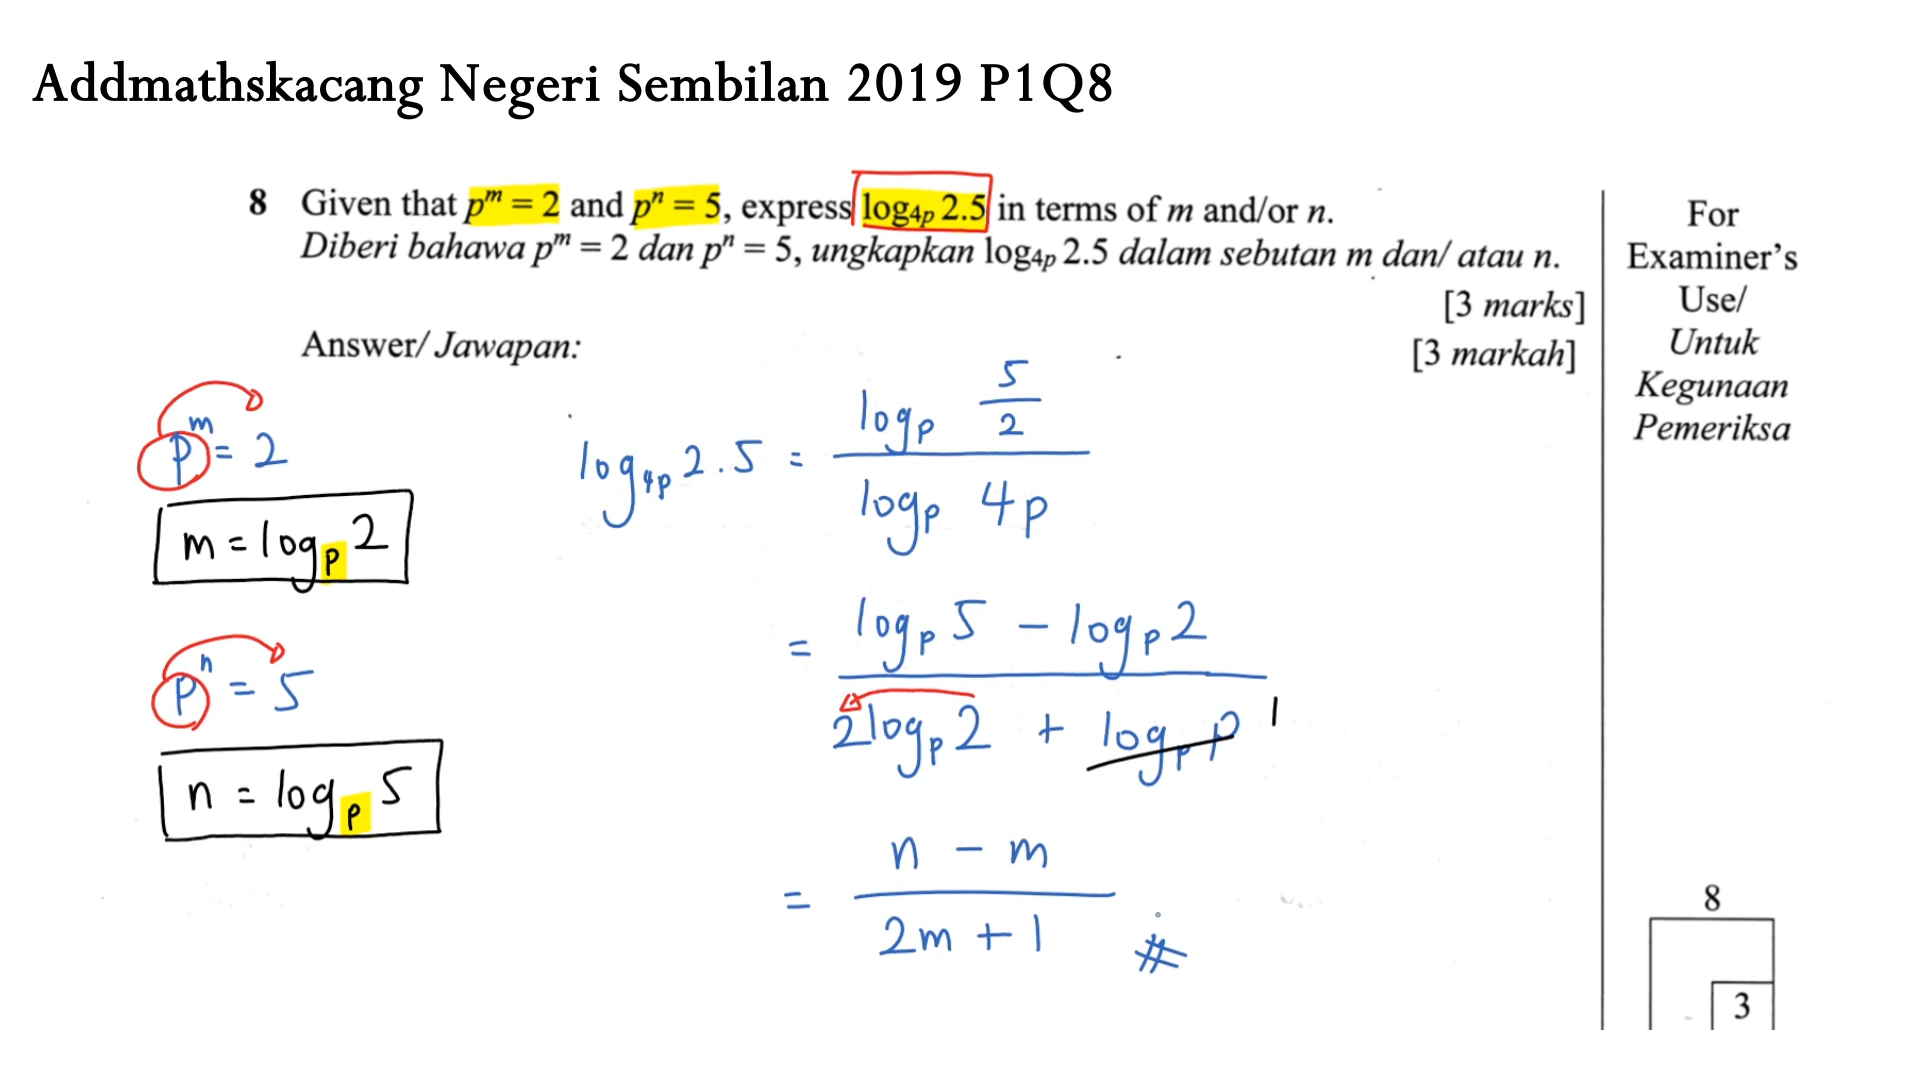 Addmathskacang Negeri Sembilan 2019 P1Q8
8 Given that pᵐ = 2 and pⁿ = 5, express log₄ₚ 2.5 in terms of m and/or n.
Diberi bahawa pᵐ = 2 dan pⁿ = 5, ungkapkan log₄ₚ 2.5 dalam sebutan m dan/ atau n.
[3 marks]
[3 markah]
Answer/ Jawapan:
For
Examiner's
Use/
Untuk
Kegunaan
Pemeriksa
pᵐ = 2
m = logₚ 2
pⁿ = 5
n = logₚ 5
log₄ₚ 2.5 = logₚ 5/2
logₚ 4p
= logₚ 5 − logₚ 2
2 logₚ 2 + logₚ p 1
= n − m
2m + 1 #
8
3